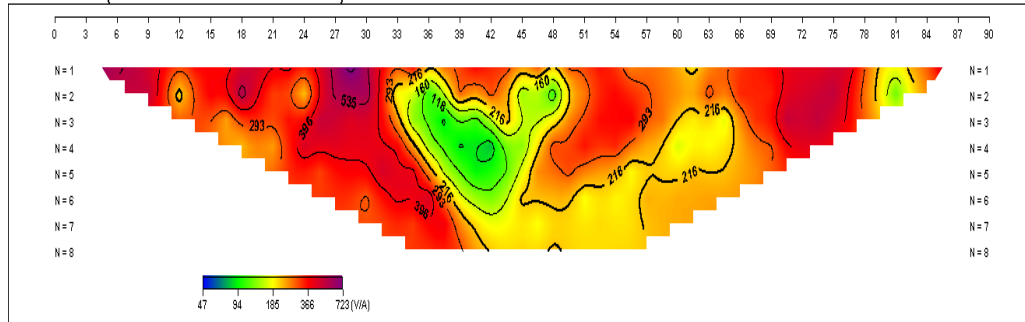 0 3 6 9 12 15 18 21 24 27 30 33 36 39 42 45 48 51 54 57 60 63 66 69 72 75 78 81 84 87 90
N = 1 216 216 N = 1
N = 2 535 293 160 160 216 N = 2
N = 3 293 396 118 216 293 216 N = 3
N = 4 N = 4
N = 5 216 216 216 N = 5
N = 6 396 293 N = 6
N = 7 N = 7
N = 8 N = 8
47 94 185 366 723 (V/A)